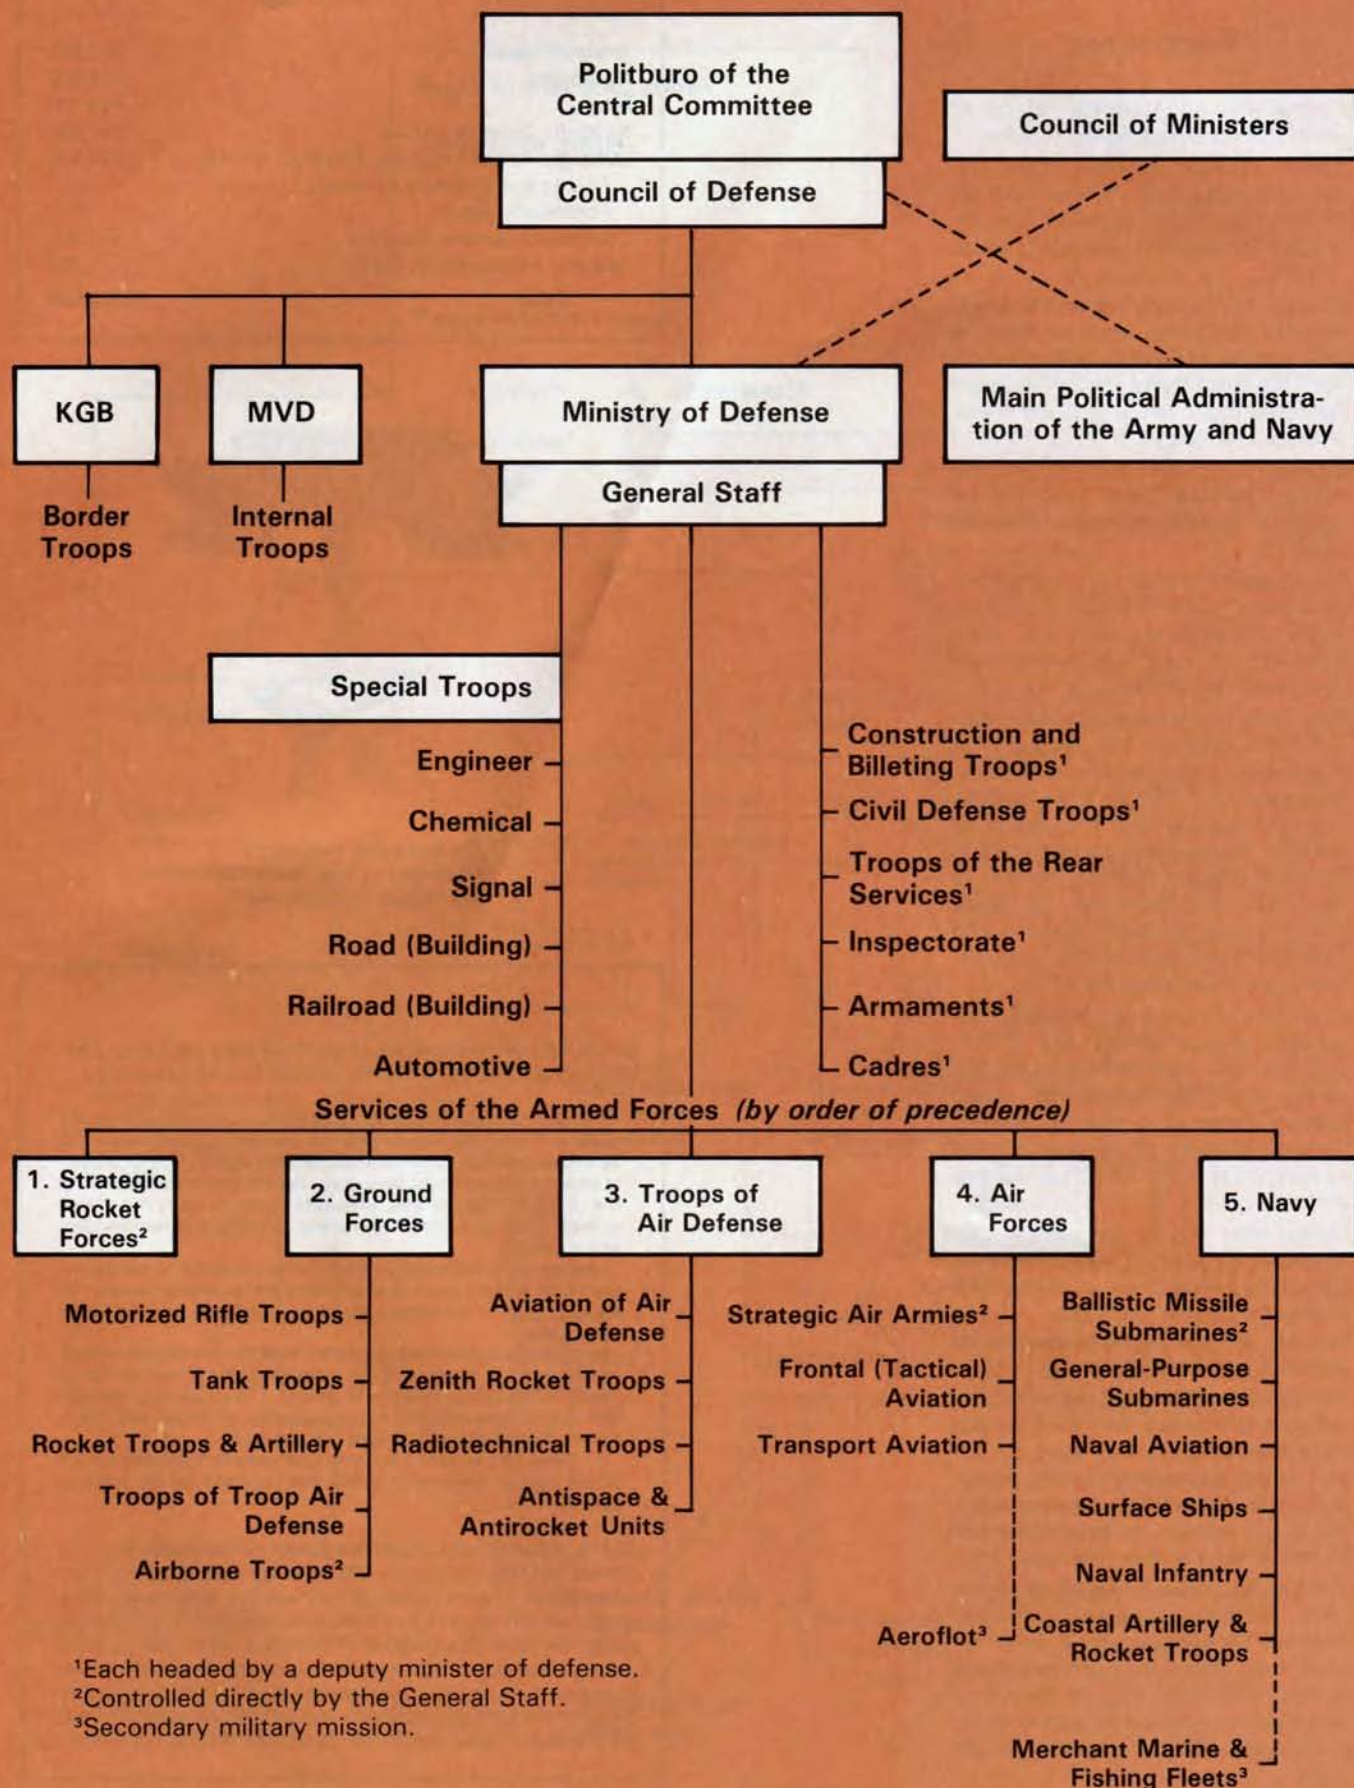 Politburo of the
Central Committee
Council of Ministers
Council of Defense
KGB
MVD
Ministry of Defense
Main Political Administra-
tion of the Army and Navy
General Staff
Border
Troops
Internal
Troops
Special Troops
Engineer
Chemical
Signal
Road (Building)
Railroad (Building)
Automotive
Construction and
Billeting Troops¹
Civil Defense Troops¹
Troops of the Rear
Services¹
Inspectorate¹
Armaments¹
Cadres¹
Services of the Armed Forces (by order of precedence)
1. Strategic
Rocket
Forces²
2. Ground
Forces
3. Troops of
Air Defense
4. Air
Forces
5. Navy
Motorized Rifle Troops
Tank Troops
Rocket Troops & Artillery
Troops of Troop Air
Defense
Airborne Troops²
Aviation of Air
Defense
Zenith Rocket Troops
Radiotechnical Troops
Antispace &
Antirocket Units
Strategic Air Armies²
Frontal (Tactical)
Aviation
Transport Aviation
Aeroflot³
Ballistic Missile
Submarines²
General-Purpose
Submarines
Naval Aviation
Surface Ships
Naval Infantry
Coastal Artillery &
Rocket Troops
Merchant Marine &
Fishing Fleets³
¹Each headed by a deputy minister of defense.
²Controlled directly by the General Staff.
³Secondary military mission.